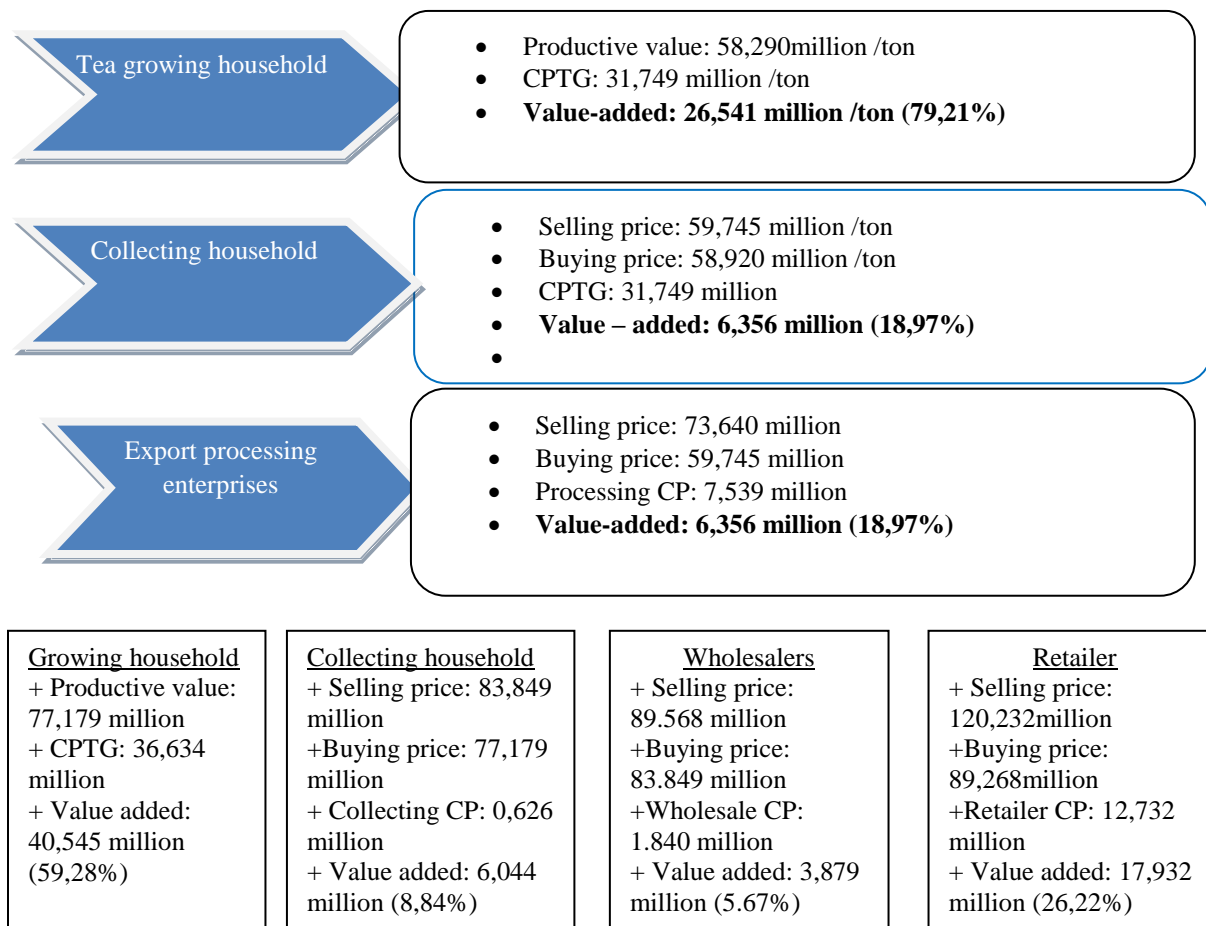 Tea growing household
• Productive value: 58,290million /ton
• CPTG: 31,749 million /ton
• Value-added: 26,541 million /ton (79,21%)
Collecting household
• Selling price: 59,745 million /ton
• Buying price: 58,920 million /ton
• CPTG: 31,749 million
• Value – added: 6,356 million (18,97%)
•
Export processing
enterprises
• Selling price: 73,640 million
• Buying price: 59,745 million
• Processing CP: 7,539 million
• Value-added: 6,356 million (18,97%)
Growing household
+ Productive value:
77,179 million
+ CPTG: 36,634
million
+ Value added:
40,545 million
(59,28%)
Collecting household
+ Selling price: 83,849
million
+Buying price: 77,179
million
+ Collecting CP: 0,626
million
+ Value added: 6,044
million (8,84%)
Wholesalers
+ Selling price:
89.568 million
+Buying price:
83.849 million
+Wholesale CP:
1.840 million
+ Value added: 3,879
million (5.67%)
Retailer
+ Selling price:
120,232million
+Buying price:
89,268million
+Retailer CP: 12,732
million
+ Value added: 17,932
million (26,22%)